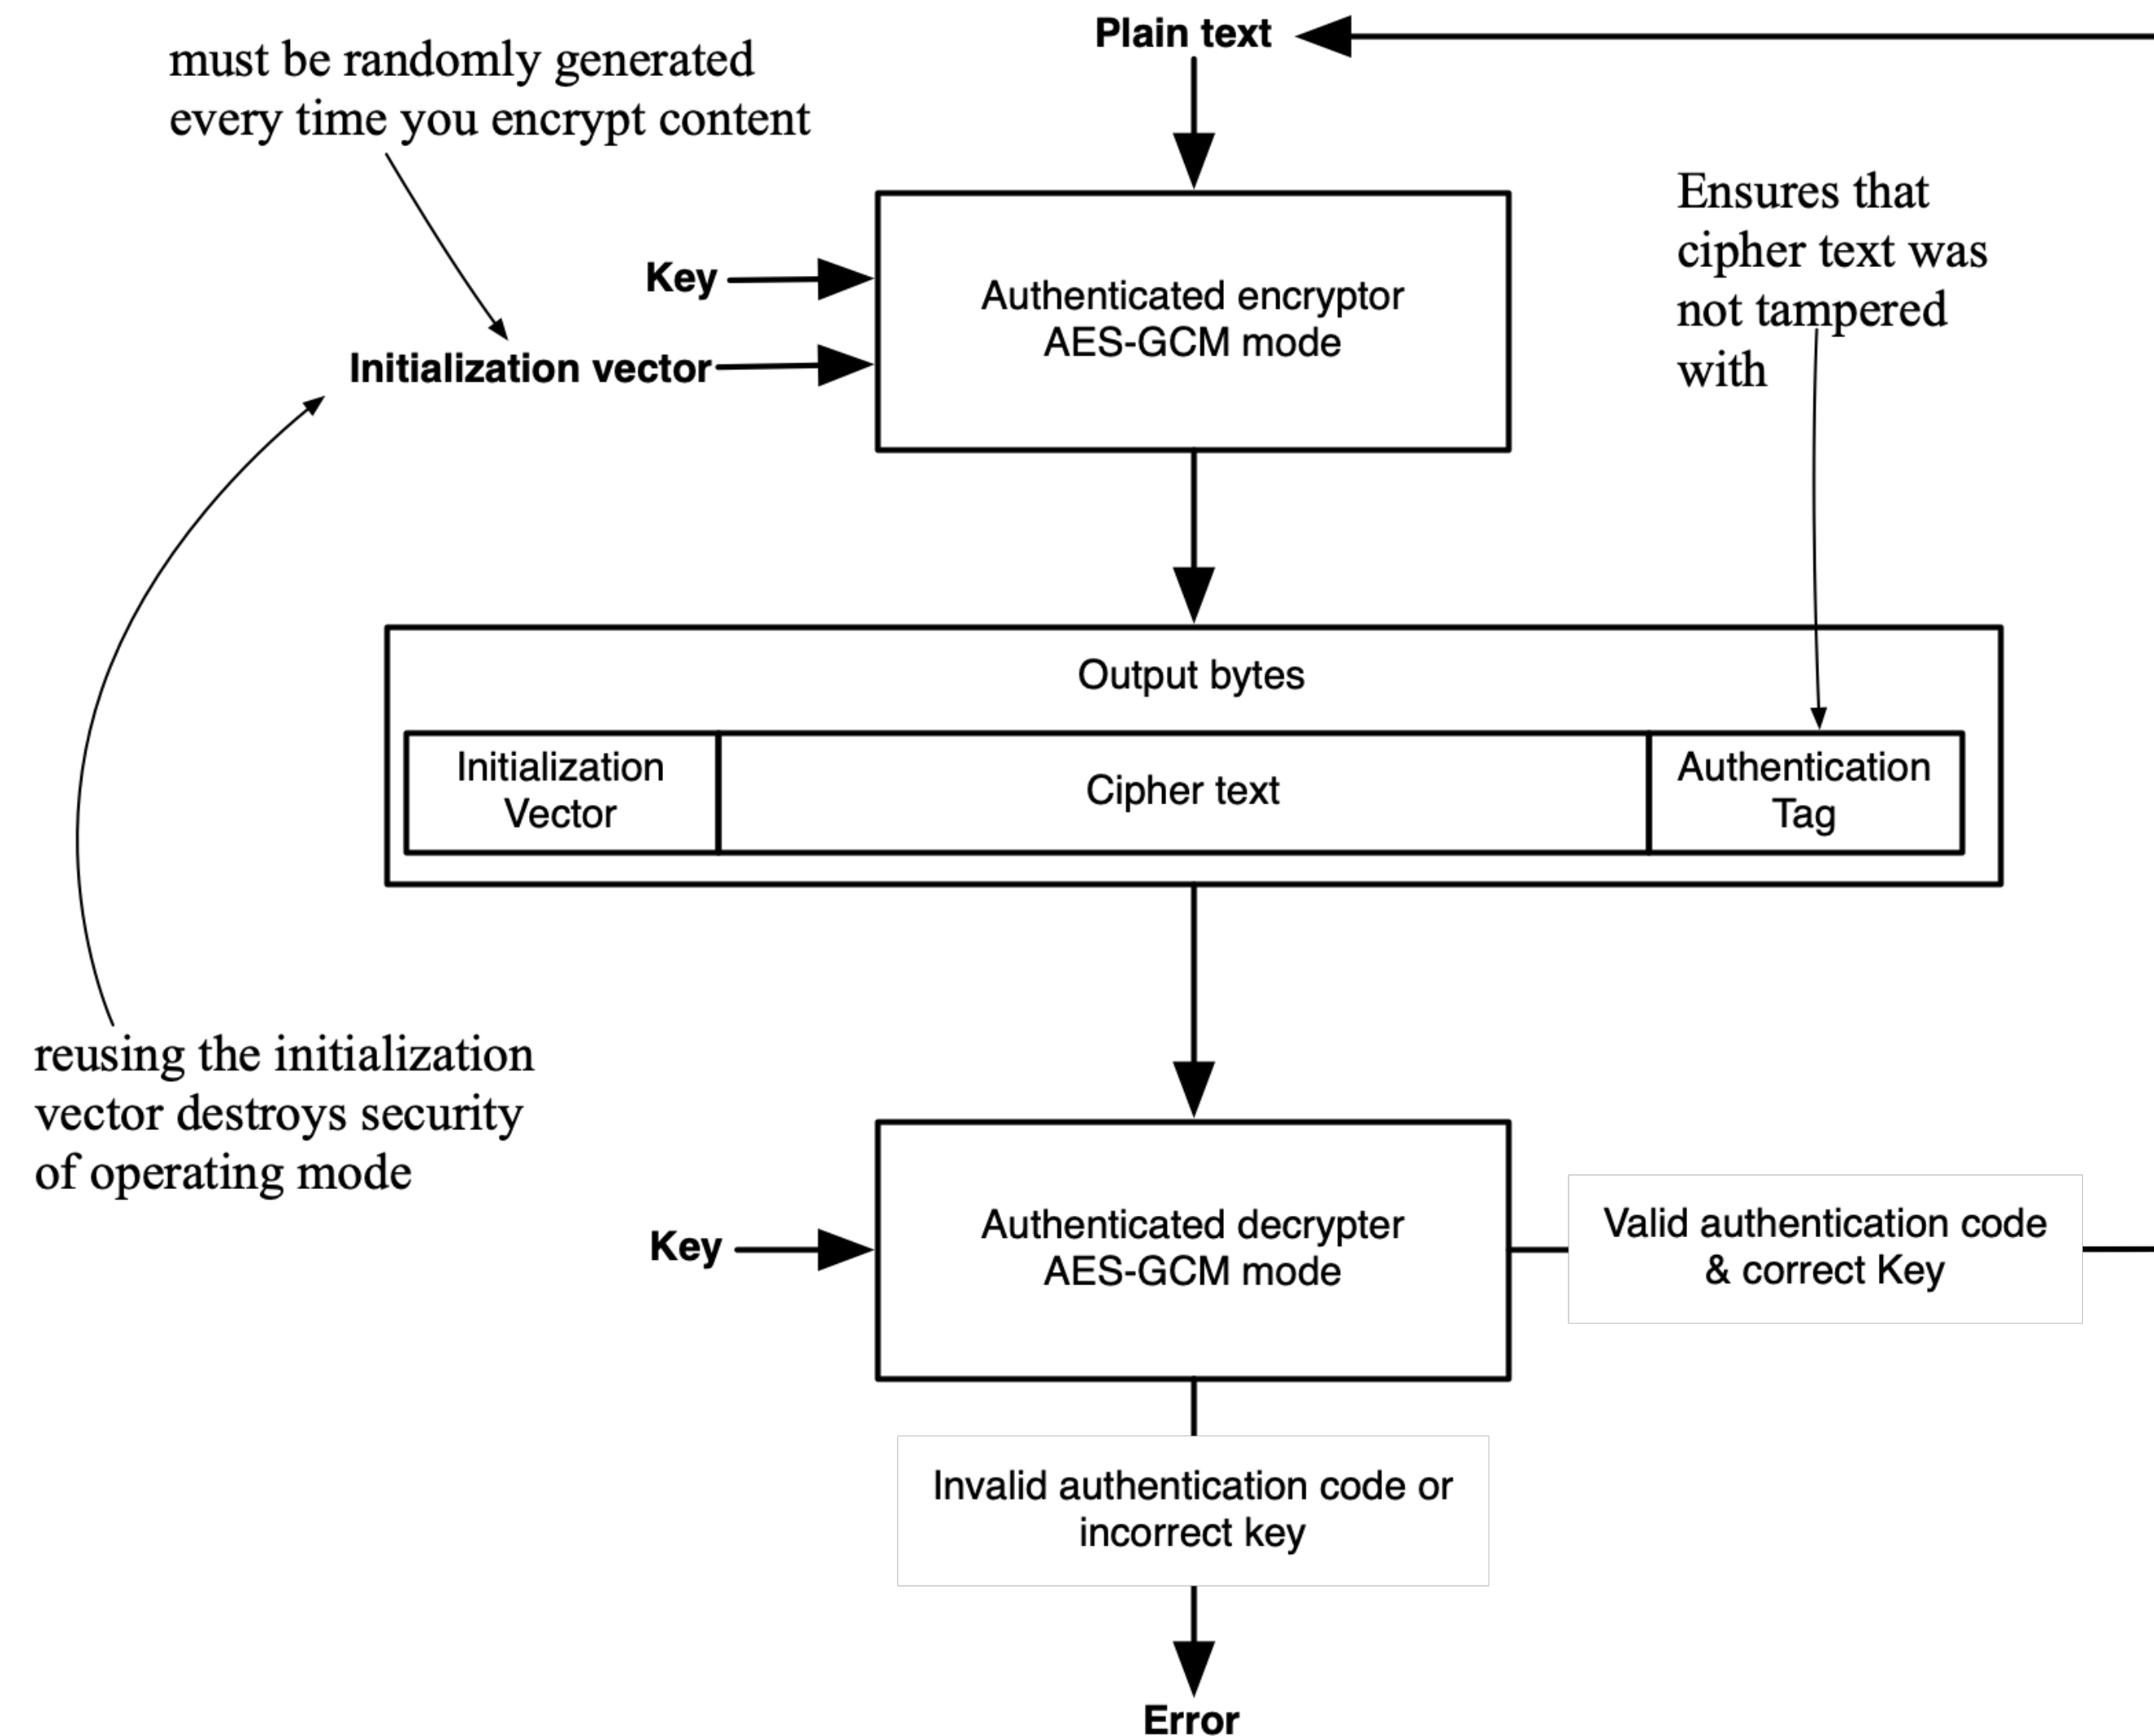 Plain text
must be randomly generated
every time you encrypt content
Ensures that
cipher text was
not tampered
with
Key
Initialization vector
Authenticated encryptor
AES-GCM mode
Output bytes
Initialization
Vector
Cipher text
Authentication
Tag
reusing the initialization
vector destroys security
of operating mode
Key
Authenticated decrypter
AES-GCM mode
Valid authentication code
& correct Key
Invalid authentication code or
incorrect key
Error